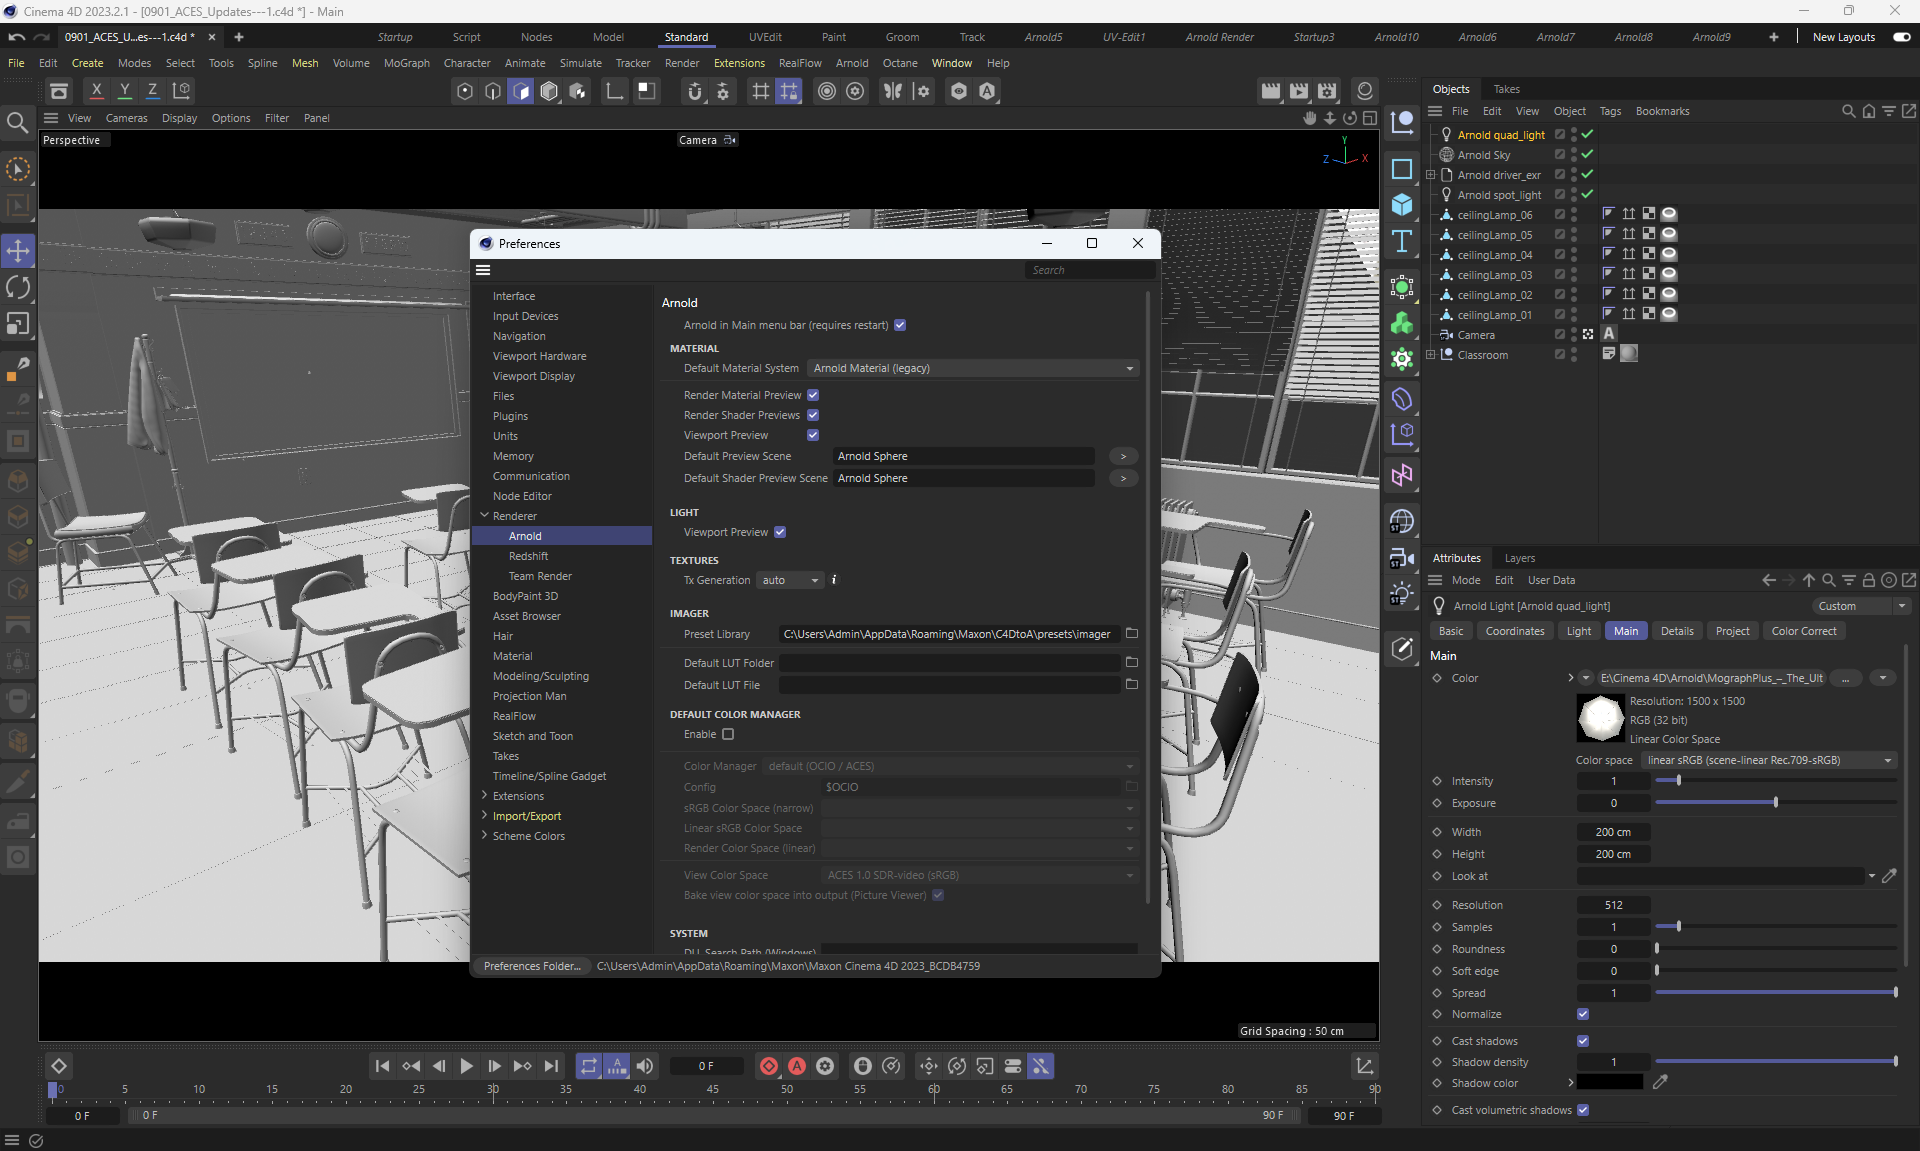 Cinema 4D 2023.2.1 - [0901_ACES_Updates---1.c4d *] - Main
0901_ACES_U...es---1.c4d *
Startup
Script
Nodes
Model
Standard
UVEdit
Paint
Groom
Track
Arnold5
UV-Edit1
Arnold Render
Startup3
Arnold10
Arnold6
Arnold7
Arnold8
Arnold9
New Layouts
File Edit Create Modes Select Tools Spline Mesh Volume MoGraph Character Animate Simulate Tracker Render Extensions RealFlow Arnold Octane Window Help
X Y Z
View Cameras Display Options Filter Panel
Perspective
Camera
Y
Z X
Preferences
Search
Interface
Input Devices
Navigation
Viewport Hardware
Viewport Display
Files
Plugins
Units
Memory
Communication
Node Editor
Renderer
Arnold
Redshift
Team Render
BodyPaint 3D
Asset Browser
Hair
Material
Modeling/Sculpting
Projection Man
RealFlow
Sketch and Toon
Takes
Timeline/Spline Gadget
Extensions
Import/Export
Scheme Colors
Arnold
Arnold in Main menu bar (requires restart)
MATERIAL
Default Material System Arnold Material (legacy)
Render Material Preview
Render Shader Previews
Viewport Preview
Default Preview Scene Arnold Sphere >
Default Shader Preview Scene Arnold Sphere >
LIGHT
Viewport Preview
TEXTURES
Tx Generation auto i
IMAGER
Preset Library C:\Users\Admin\AppData\Roaming\Maxon\C4DtoA\presets\imager
Default LUT Folder
Default LUT File
DEFAULT COLOR MANAGER
Enable
Color Manager default (OCIO / ACES)
Config $OCIO
sRGB Color Space (narrow)
Linear sRGB Color Space
Render Color Space (linear)
View Color Space ACES 1.0 SDR-video (sRGB)
Bake view color space into output (Picture Viewer)
SYSTEM
DLL Search Path (Windows)
Preferences Folder... C:\Users\Admin\AppData\Roaming\Maxon\Maxon Cinema 4D 2023_BCDB4759
Grid Spacing : 50 cm
0 F
0 5 10 15 20 25 30 35 40 45 50 55 60 65 70 75 80 85 90
0 F 0 F 90 F 90 F
Objects Takes
File Edit View Object Tags Bookmarks
Arnold quad_light
Arnold Sky
Arnold driver_exr
Arnold spot_light
ceilingLamp_06
ceilingLamp_05
ceilingLamp_04
ceilingLamp_03
ceilingLamp_02
ceilingLamp_01
Camera A
Classroom
Attributes Layers
Mode Edit User Data
Arnold Light [Arnold quad_light] Custom
Basic Coordinates Light Main Details Project Color Correct
Main
Color E:\Cinema 4D\Arnold\MographPlus_–_The_Ult ...
Resolution: 1500 x 1500
RGB (32 bit)
Linear Color Space
Color space linear sRGB (scene-linear Rec.709-sRGB)
Intensity 1
Exposure 0
Width 200 cm
Height 200 cm
Look at
Resolution 512
Samples 1
Roundness 0
Soft edge 0
Spread 1
Normalize
Cast shadows
Shadow density 1
Shadow color
Cast volumetric shadows